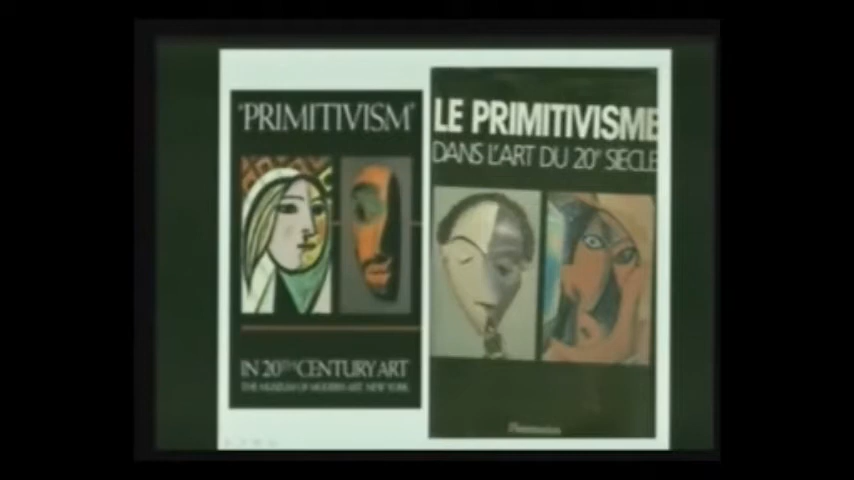 "PRIMITIVISM"
IN 20TH CENTURY ART
THE MUSEUM OF MODERN ART, NEW YORK
LE PRIMITIVISME
DANS L'ART DU 20e SIÈCLE
Flammarion